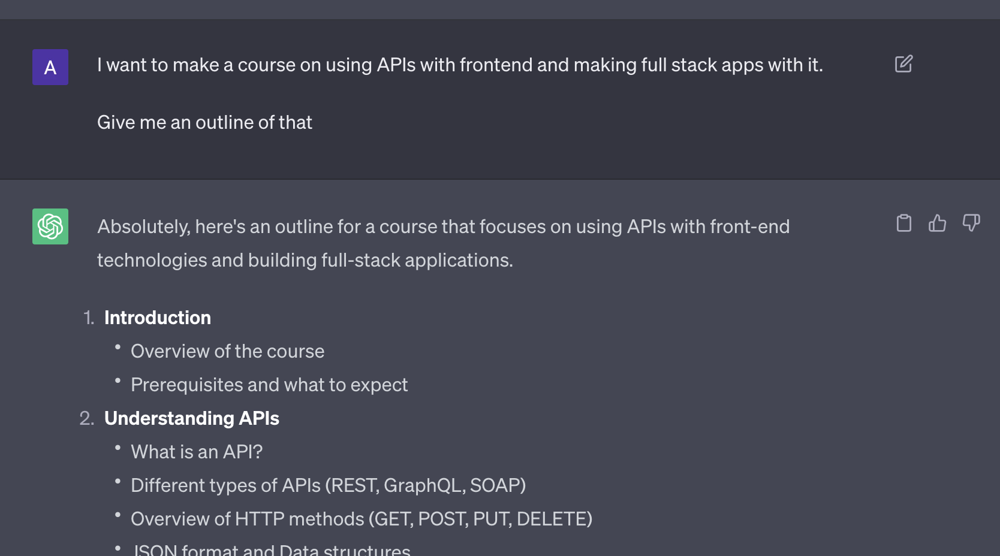 A
I want to make a course on using APIs with frontend and making full stack apps with it.
Give me an outline of that
Absolutely, here's an outline for a course that focuses on using APIs with front-end
technologies and building full-stack applications.
1. Introduction
• Overview of the course
• Prerequisites and what to expect
2. Understanding APIs
• What is an API?
• Different types of APIs (REST, GraphQL, SOAP)
• Overview of HTTP methods (GET, POST, PUT, DELETE)
• JSON format and Data structures